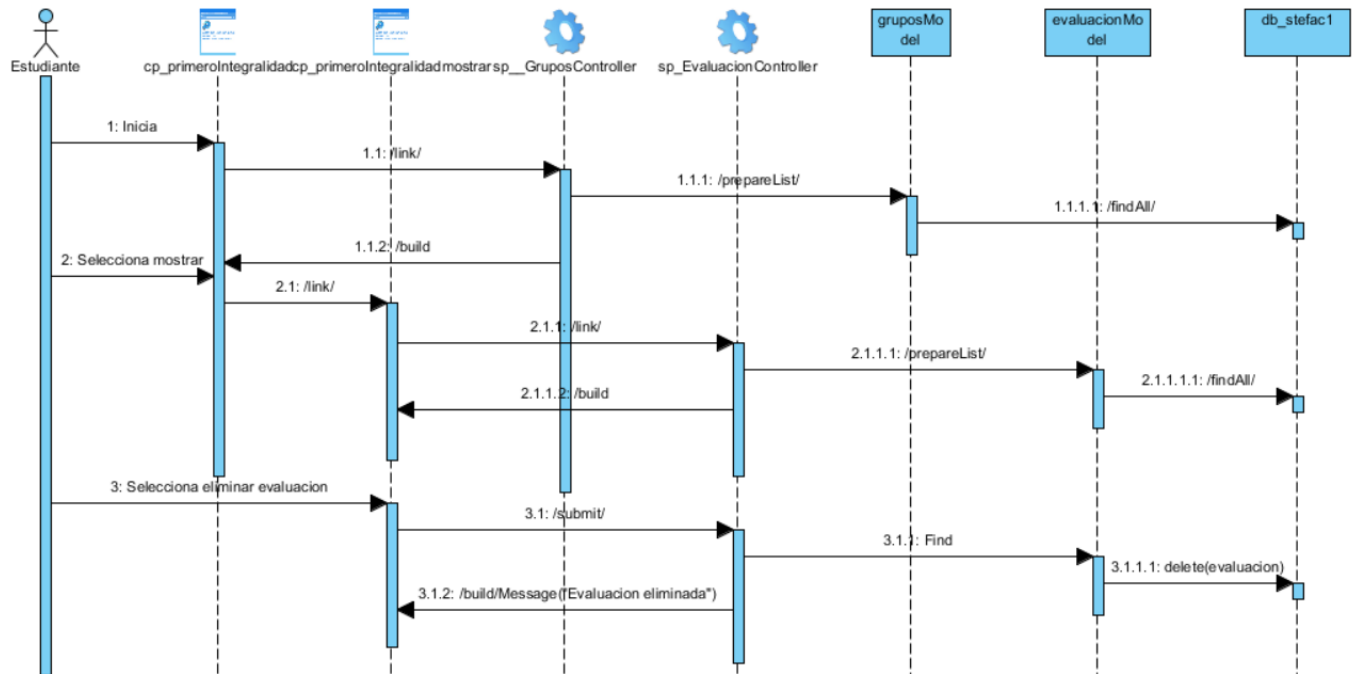 Estudiante
cp_primeroIntegralidad
cp_primeroIntegralidadmostrar
sp__GruposController
sp_EvaluacionController
gruposMo
del
evaluacionMo
del
db_stefac1
1: Inicia
1.1: /link/
1.1.1: /prepareList/
1.1.1.1: /findAll/
1.1.2: /build
2: Selecciona mostrar
2.1: /link/
2.1.1: /link/
2.1.1.1: /prepareList/
2.1.1.1.1: /findAll/
2.1.1.2: /build
3: Selecciona eliminar evaluacion
3.1: /submit/
3.1.1: Find
3.1.1.1: delete(evaluacion)
3.1.2: /build/Message("Evaluacion eliminada")